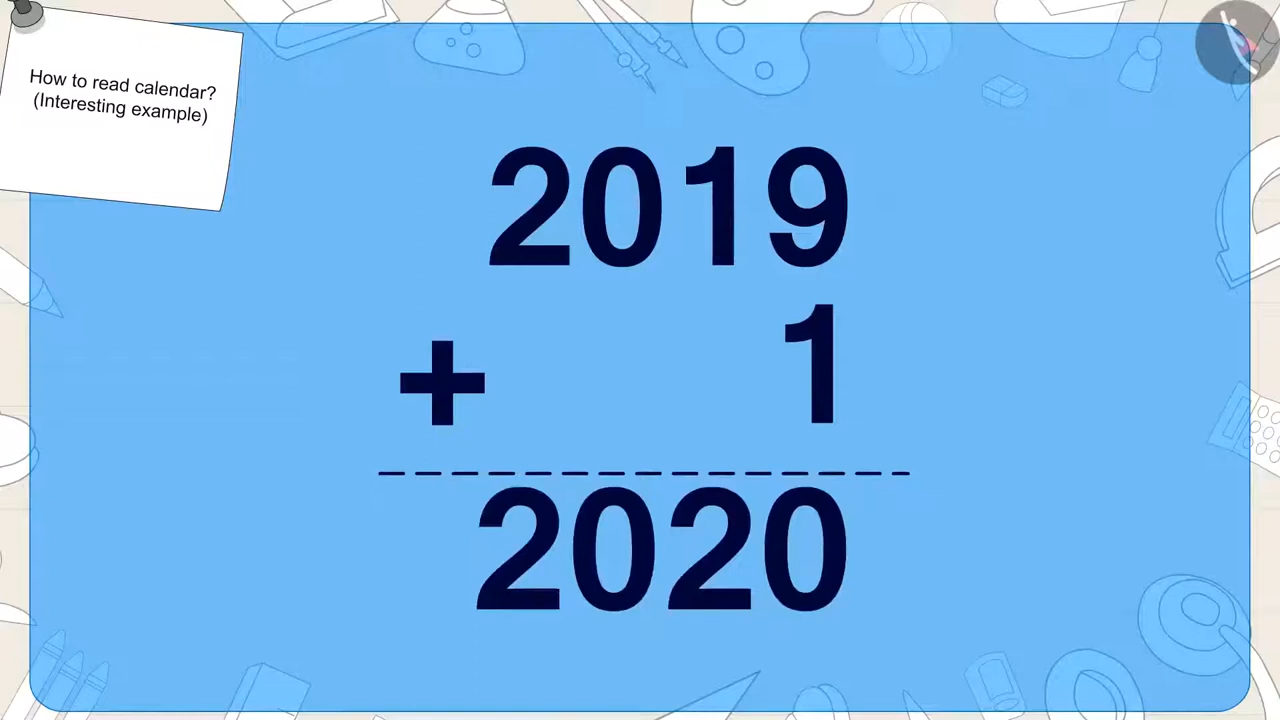 How to read calendar?
(Interesting example)
2019
+ 1
2020